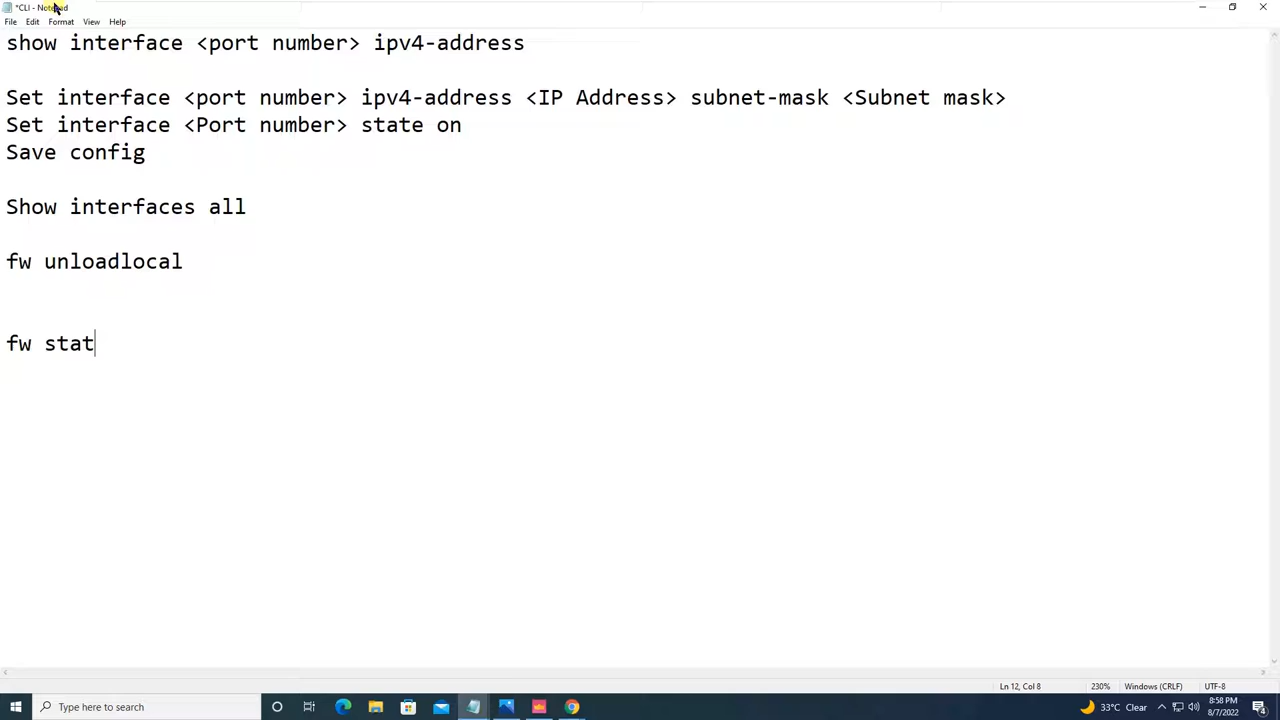 *CLI - Notepad
File Edit Format View Help
show interface <port number> ipv4-address
Set interface <port number> ipv4-address <IP Address> subnet-mask <Subnet mask>
Set interface <Port number> state on
Save config
Show interfaces all
fw unloadlocal
fw stat
Ln 12, Col 8 230% Windows (CRLF) UTF-8
Type here to search
33°C Clear
8:58 PM
8/7/2022